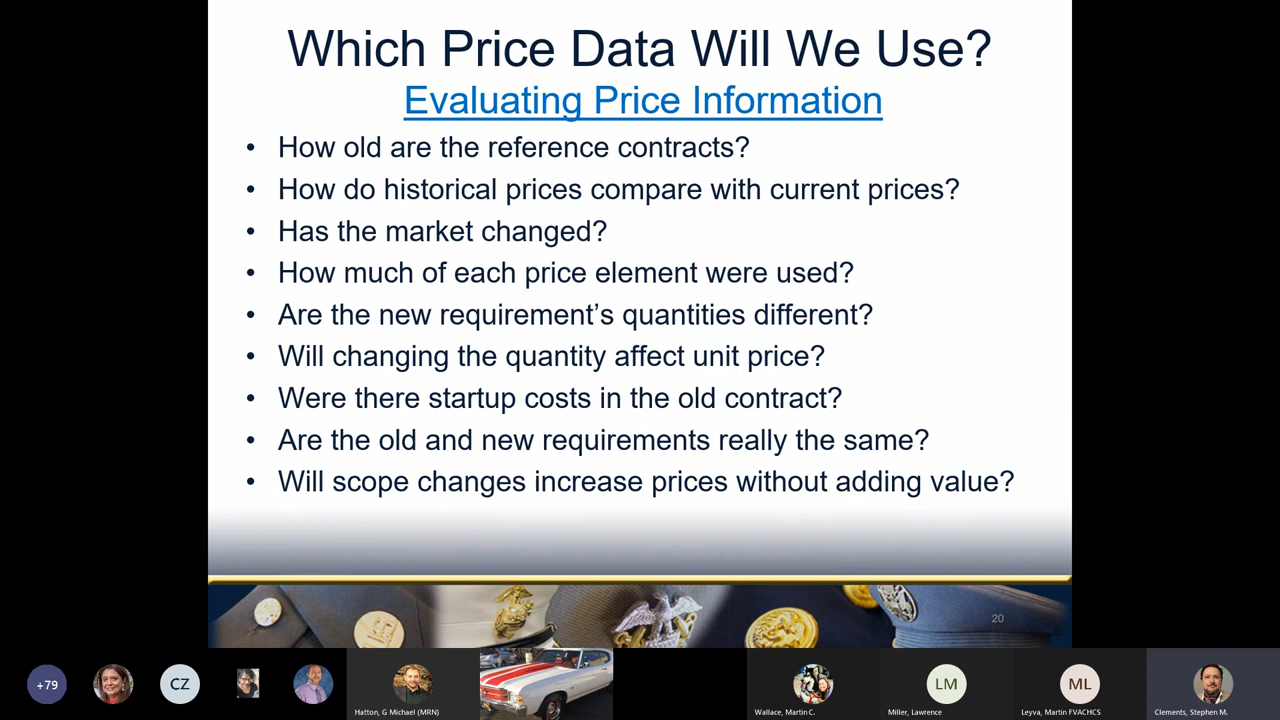 Which Price Data Will We Use?
Evaluating Price Information
• How old are the reference contracts?
• How do historical prices compare with current prices?
• Has the market changed?
• How much of each price element were used?
• Are the new requirement’s quantities different?
• Will changing the quantity affect unit price?
• Were there startup costs in the old contract?
• Are the old and new requirements really the same?
• Will scope changes increase prices without adding value?
20
+79
CZ
LM
ML
Hatton, G Michael (MRN)
Wallace, Martin C.
Miller, Lawrence
Leyva, Martin FVACHCS
Clements, Stephen M.